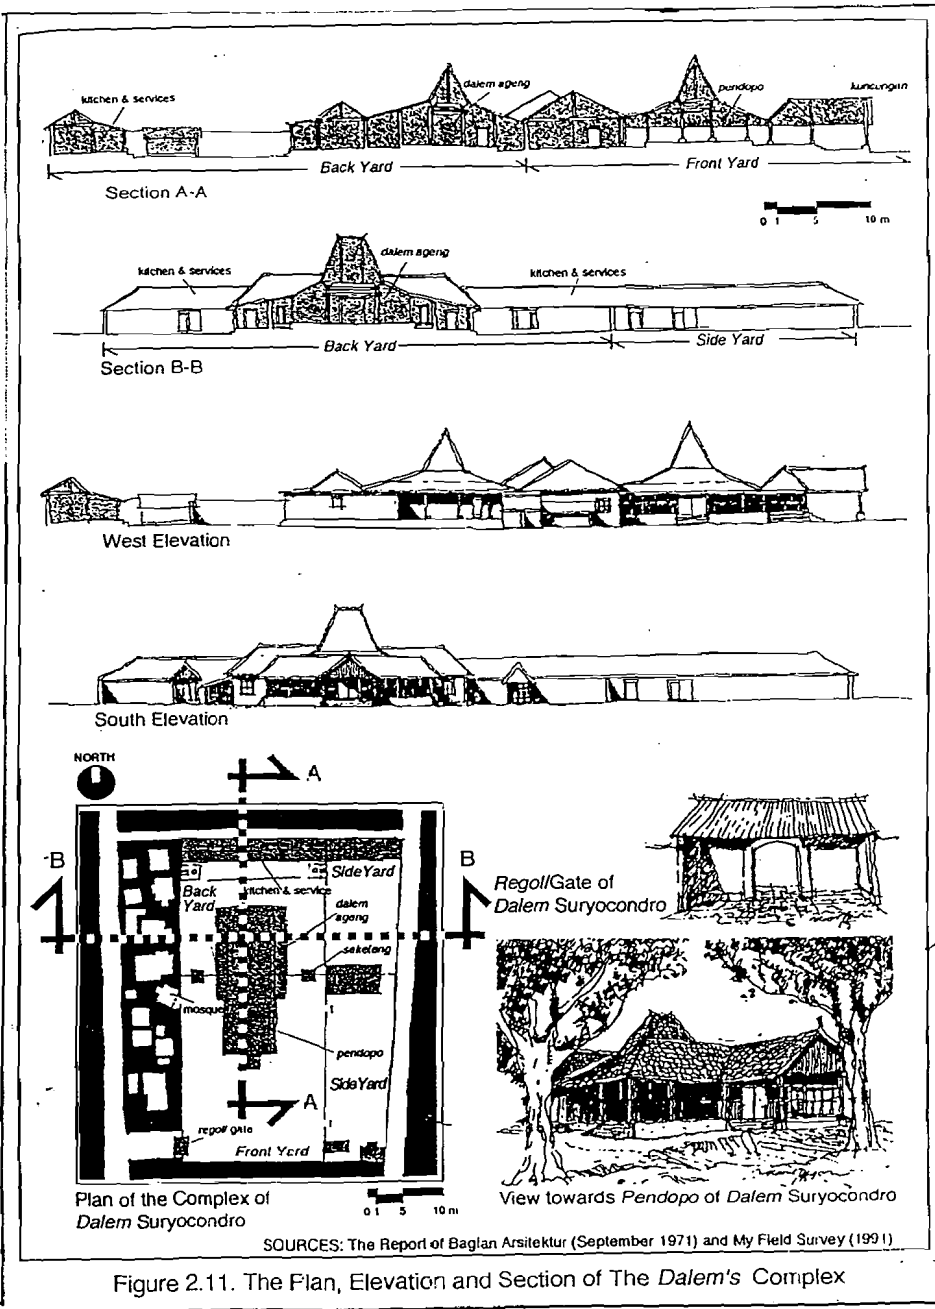 kitchen & services
dalem ageng
pendopo
kuncungan
Back Yard
Front Yard
Section A-A
0 1 5 10 m
kitchen & services
dalem ageng
kitchen & services
Back Yard
Side Yard
Section B-B
West Elevation
South Elevation
NORTH
A
B
B
Side Yard
Back
Yard
kitchen & service
dalem
ageng
seketeng
mosque
pendopo
Side Yard
A
regol/ gate
Front Yard
Plan of the Complex of
Dalem Suryocondro
0 1 5 10 m
Regol/Gate of
Dalem Suryocondro
View towards Pendopo of Dalem Suryocondro
SOURCES: The Report of Bagian Arsitektur (September 1971) and My Field Survey (1991)
Figure 2.11. The Plan, Elevation and Section of The Dalem's Complex